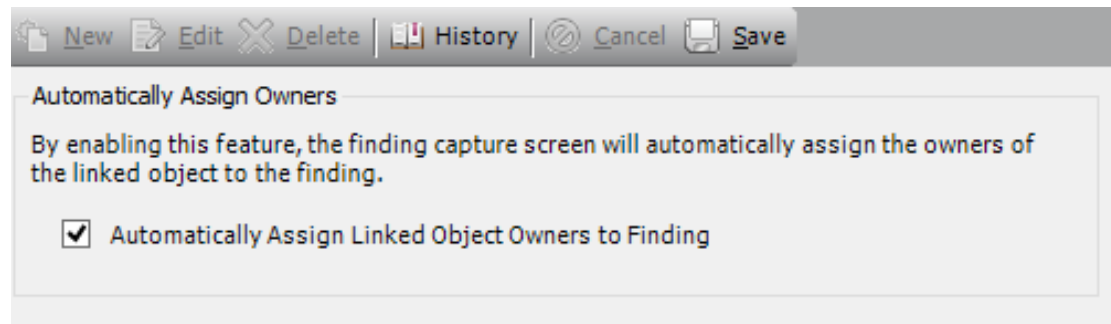 New Edit Delete History Cancel Save
Automatically Assign Owners
By enabling this feature, the finding capture screen will automatically assign the owners of
the linked object to the finding.
Automatically Assign Linked Object Owners to Finding